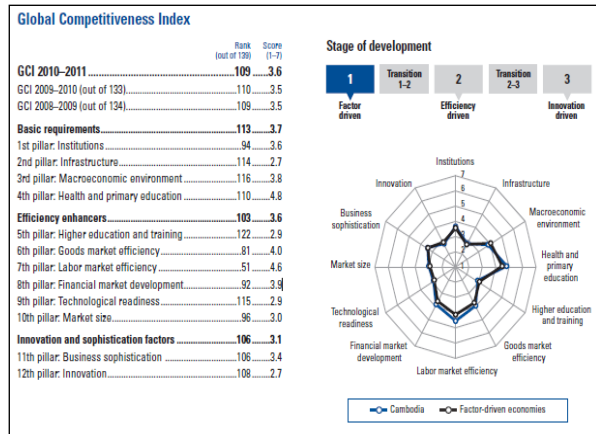 Global Competitiveness Index
Rank Score
(out of 139) (1–7)
GCI 2010–2011.....................................109.....3.6
GCI 2009–2010 (out of 133)......................................110......3.5
GCI 2008–2009 (out of 134)......................................109......3.5
Basic requirements................................................113.....3.7
1st pillar: Institutions..................................................94......3.6
2nd pillar: Infrastructure............................................114......2.7
3rd pillar: Macroeconomic environment....................116......3.8
4th pillar: Health and primary education...................110......4.8
Efficiency enhancers.............................................103.....3.6
5th pillar: Higher education and training...................122......2.9
6th pillar: Goods market efficiency.............................81......4.0
7th pillar: Labor market efficiency..............................51......4.6
8th pillar: Financial market development....................92......3.9
9th pillar: Technological readiness............................115......2.9
10th pillar: Market size................................................96......3.0
Innovation and sophistication factors....................106.....3.1
11th pillar: Business sophistication...........................106......3.4
12th pillar: Innovation................................................108......2.7
Stage of development
1
Transition
1–2
2
Transition
2–3
3
Factor
driven
Efficiency
driven
Innovation
driven
Institutions
Infrastructure
Macroeconomic
environment
Health and
primary
education
Higher education
and training
Goods market
efficiency
Labor market efficiency
Financial market
development
Technological
readiness
Market size
Business
sophistication
Innovation
7
6
5
4
3
2
1
Cambodia
Factor-driven economies